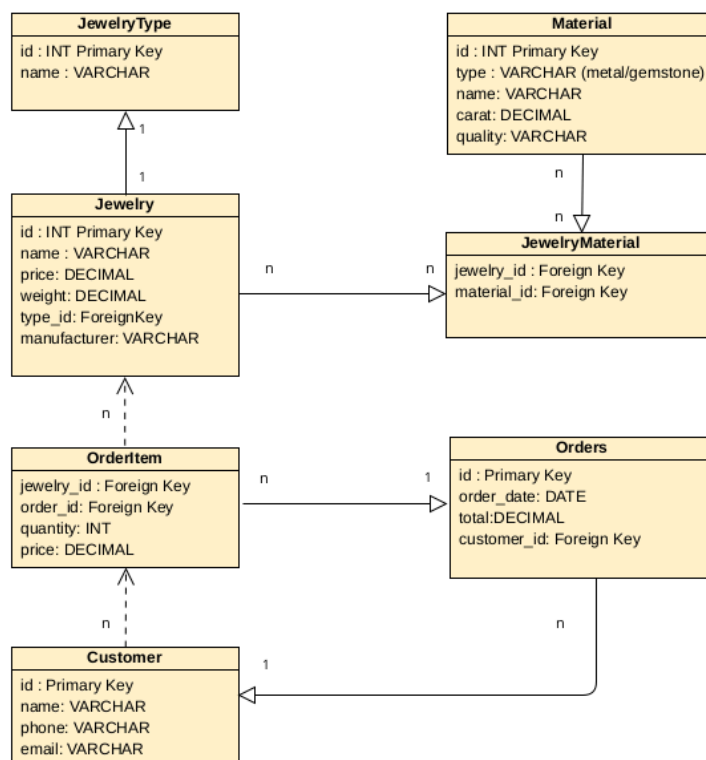 JewelryType
id : INT Primary Key
name : VARCHAR
1
1
Material
id : INT Primary Key
type : VARCHAR (metal/gemstone)
name: VARCHAR
carat: DECIMAL
quality: VARCHAR
n
n
Jewelry
id : INT Primary Key
name : VARCHAR
price: DECIMAL
weight: DECIMAL
type_id: ForeignKey
manufacturer: VARCHAR
n
n
JewelryMaterial
jewelry_id : Foreign Key
material_id: Foreign Key
n
OrderItem
jewelry_id : Foreign Key
order_id: Foreign Key
quantity: INT
price: DECIMAL
n
1
Orders
id : Primary Key
order_date: DATE
total:DECIMAL
customer_id: Foreign Key
n
n
1
Customer
id : Primary Key
name: VARCHAR
phone: VARCHAR
email: VARCHAR